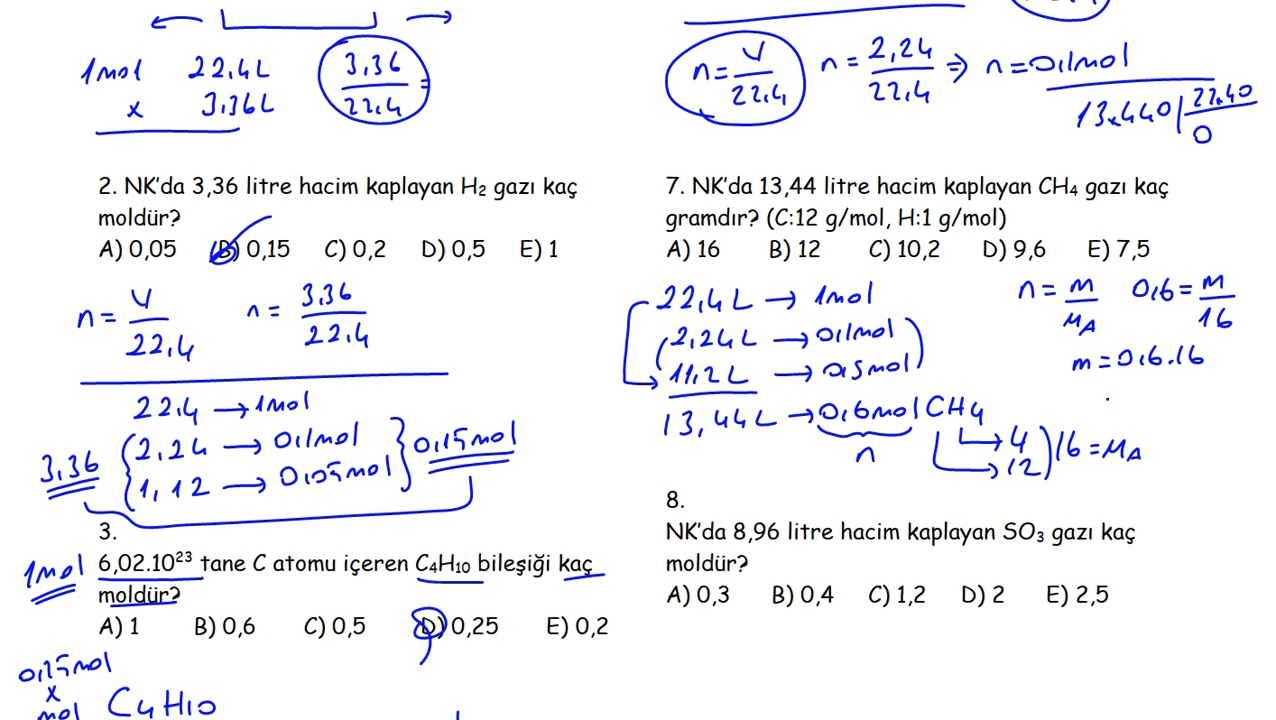 1mol 22,4L
x 3,36L
3,36
22,4
=
2. NK'da 3,36 litre hacim kaplayan H₂ gazı kaç
moldür?
A) 0,05 B) 0,15 C) 0,2 D) 0,5 E) 1
n = V/22,4 n = 3,36/22,4
22,4 → 1mol
2,24 → 0,1mol
1,12 → 0,05mol
3,36
0,15mol
3.
1mol
6,02.10²³ tane C atomu içeren C₄H₁₀ bileşiği kaç
moldür?
A) 1 B) 0,6 C) 0,5 D) 0,25 E) 0,2
0,25mol
x
mol C₄H₁₀
n = V/22,4 n = 2,24/22,4 ⇒ n = 0,1mol
7. NK'da 13,44 litre hacim kaplayan CH₄ gazı kaç
gramdır? (C:12 g/mol, H:1 g/mol)
A) 16 B) 12 C) 10,2 D) 9,6 E) 7,5
22,4L → 1mol
2,24L → 0,1mol
11,2L → 0,5mol
13,44L → 0,6mol CH₄
n
4
12
16 = MA
n = m/MA 0,6 = m/16
m = 0,6.16
8.
NK'da 8,96 litre hacim kaplayan SO₃ gazı kaç
moldür?
A) 0,3 B) 0,4 C) 1,2 D) 2 E) 2,5